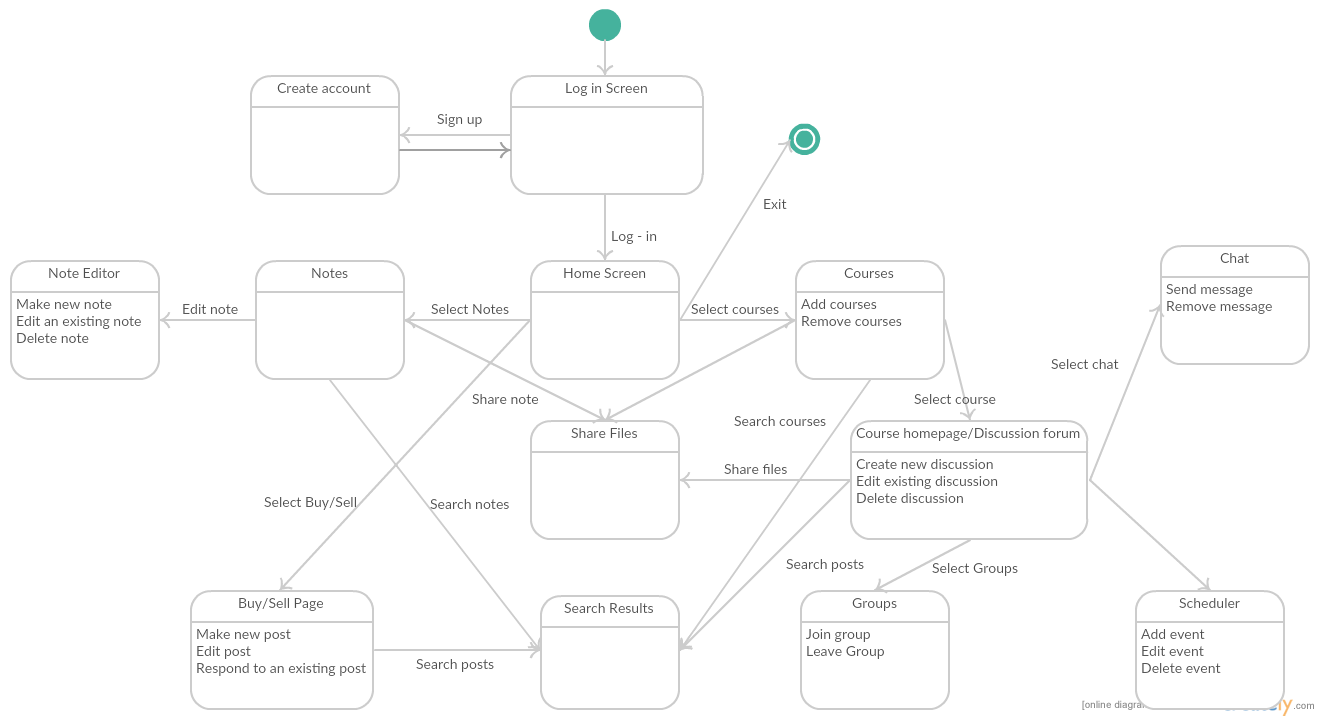 Create account
Log in Screen
Sign up
Exit
Log - in
Note Editor
Make new note
Edit an existing note
Delete note
Edit note
Notes
Select Notes
Home Screen
Select courses
Courses
Add courses
Remove courses
Chat
Send message
Remove message
Select chat
Share note
Select course
Search courses
Share Files
Course homepage/Discussion forum
Create new discussion
Edit existing discussion
Delete discussion
Share files
Select Buy/Sell
Search notes
Search posts
Select Groups
Buy/Sell Page
Make new post
Edit post
Respond to an existing post
Search posts
Search Results
Groups
Join group
Leave Group
Scheduler
Add event
Edit event
Delete event
[online
.com